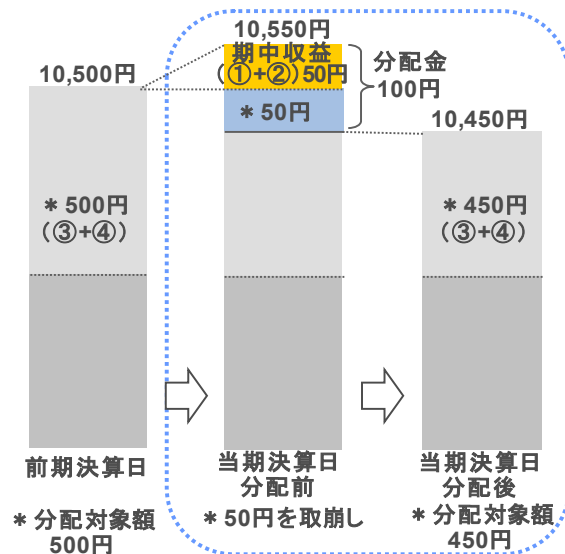 10,500円
＊500円
（③+④）
前期決算日
＊分配対象額
500円
10,550円
期中収益
（①+②）50円
＊50円
分配金
100円
当期決算日
分配前
＊50円を取崩し
10,450円
＊450円
（③+④）
当期決算日
分配後
＊分配対象額
450円